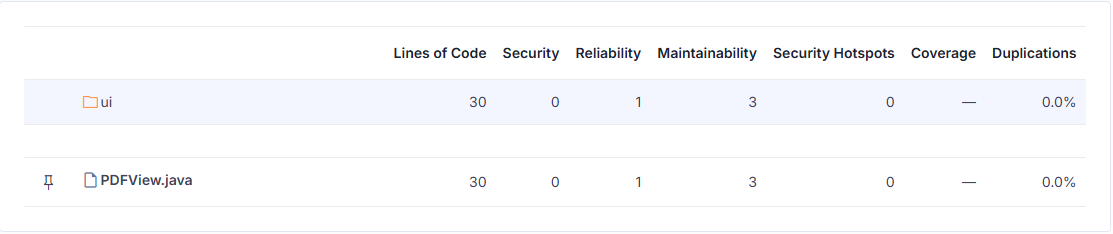 Lines of Code Security Reliability Maintainability Security Hotspots Coverage Duplications
ui 30 0 1 3 0 — 0.0%
PDFView.java 30 0 1 3 0 — 0.0%